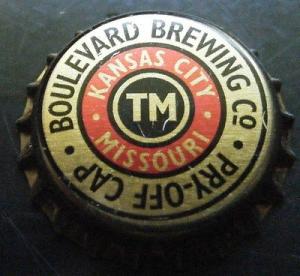 BOULEVARD BREWING Cº
• PRY-OFF CAP •
• KANSAS CITY •
MISSOURI
TM